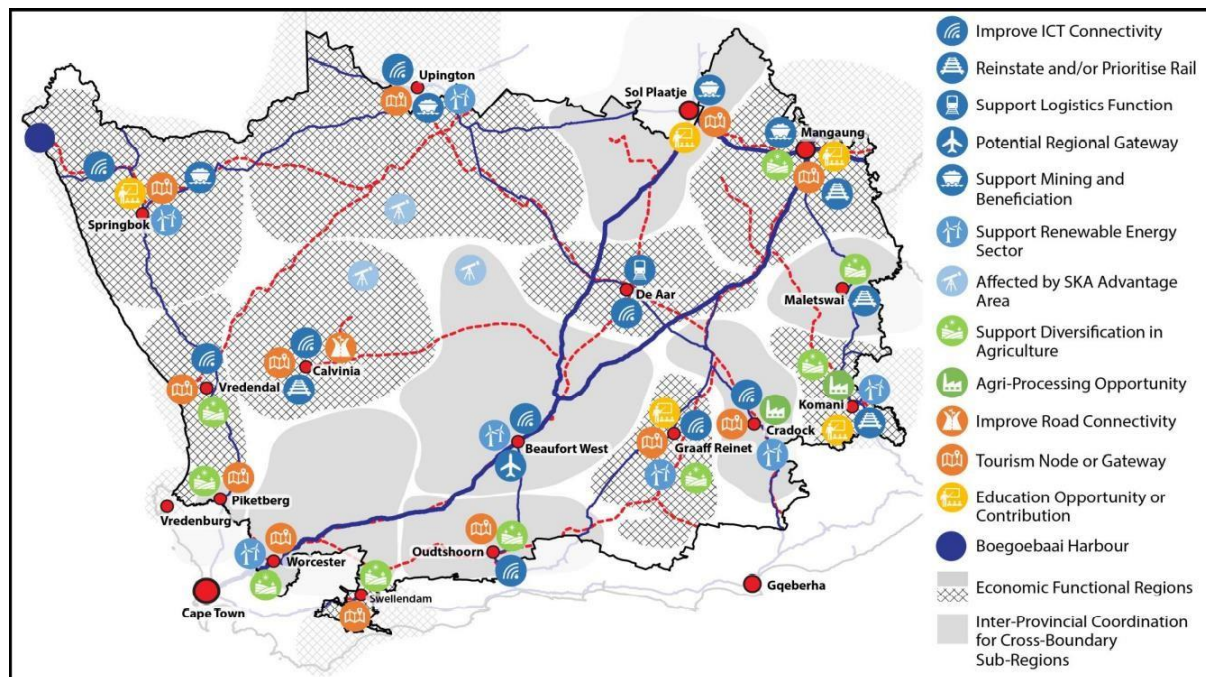 Upington
Sol Plaatje
Mangaung
Springbok
De Aar
Maletswai
Calvinia
Vredendal
Komani
Cradock
Graaff Reinet
Beaufort West
Piketberg
Vredenburg
Oudtshoorn
Worcester
Swellendam
Cape Town
Gqeberha
Improve ICT Connectivity
Reinstate and/or Prioritise Rail
Support Logistics Function
Potential Regional Gateway
Support Mining and
Beneficiation
Support Renewable Energy
Sector
Affected by SKA Advantage
Area
Support Diversification in
Agriculture
Agri-Processing Opportunity
Improve Road Connectivity
Tourism Node or Gateway
Education Opportunity or
Contribution
Boegoebaai Harbour
Economic Functional Regions
Inter-Provincial Coordination
for Cross-Boundary
Sub-Regions